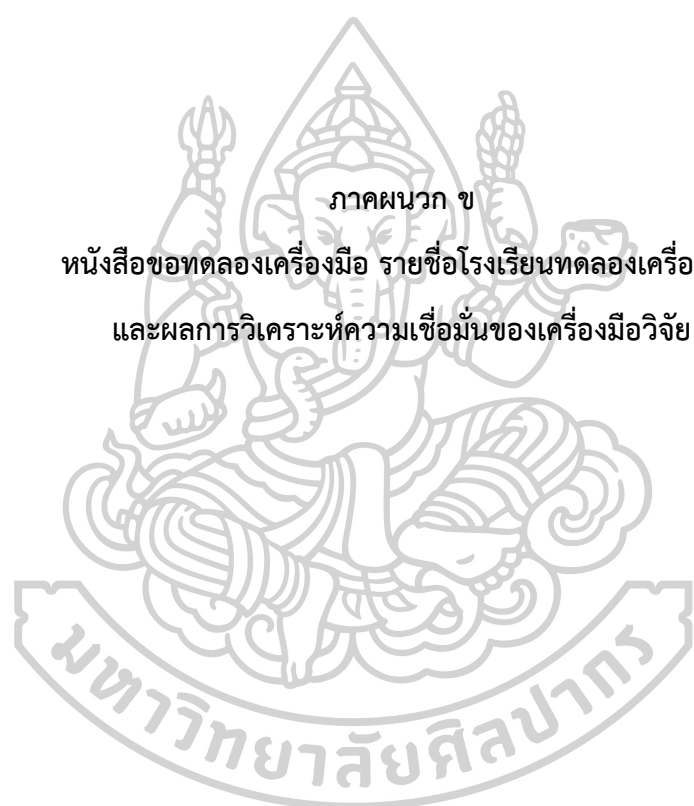 ภาคผนวก ข
หนังสือขอทดลองเครื่องมือ รายชื่อโรงเรียนทดลองเครื่อ
และผลการวิเคราะห์ความเชื่อมั่นของเครื่องมือวิจัย
มหาวิทยาลัยศิลปากร